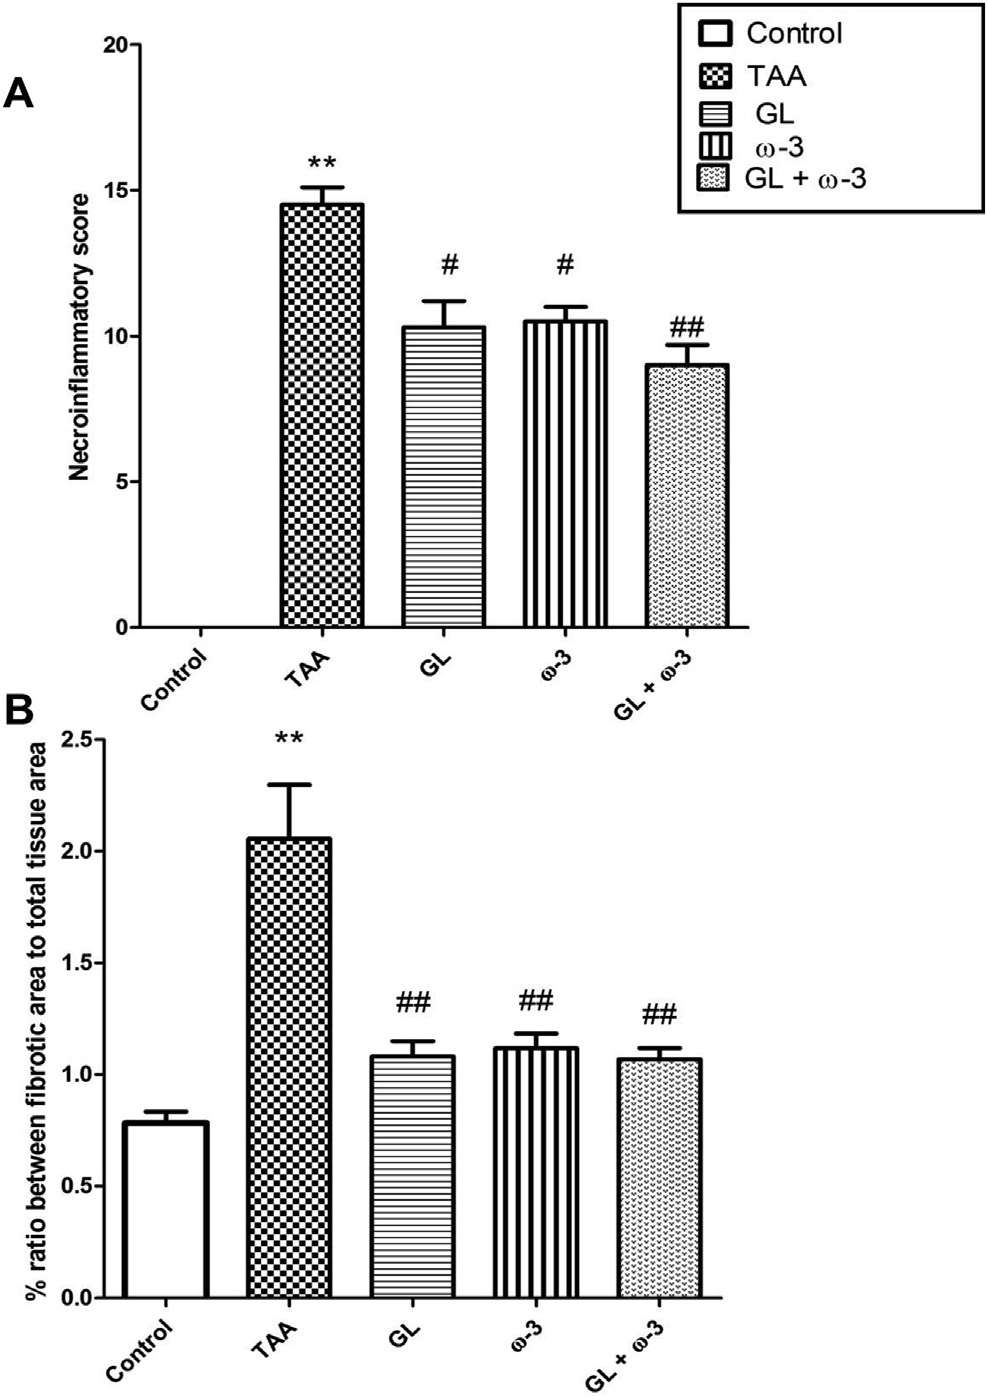 Control
TAA
GL
ω-3
GL + ω-3
A
20
15
10
5
0
Necroinflammatory score
**
#
#
##
Control
TAA
GL
ω-3
GL + ω-3
B
2.5
2.0
1.5
1.0
0.5
0.0
% ratio between fibrotic area to total tissue area
**
##
##
##
Control
TAA
GL
ω-3
GL + ω-3